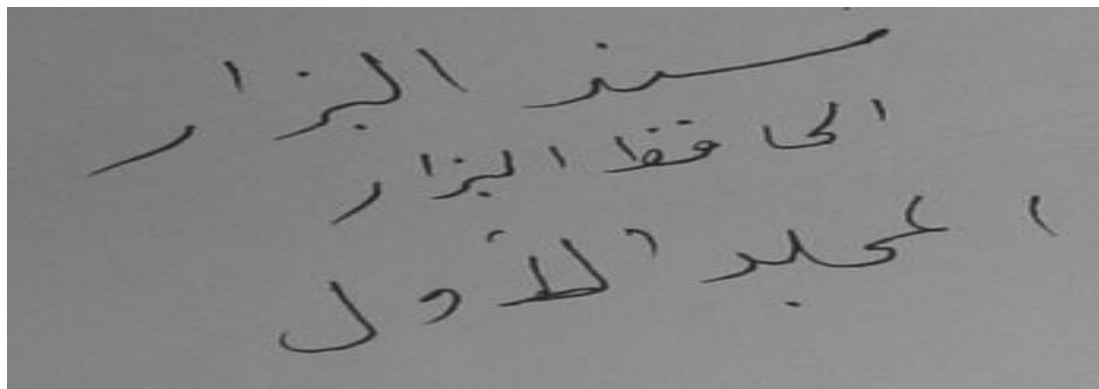 مسند البزار
الحافظ البزار
المجلد الأول